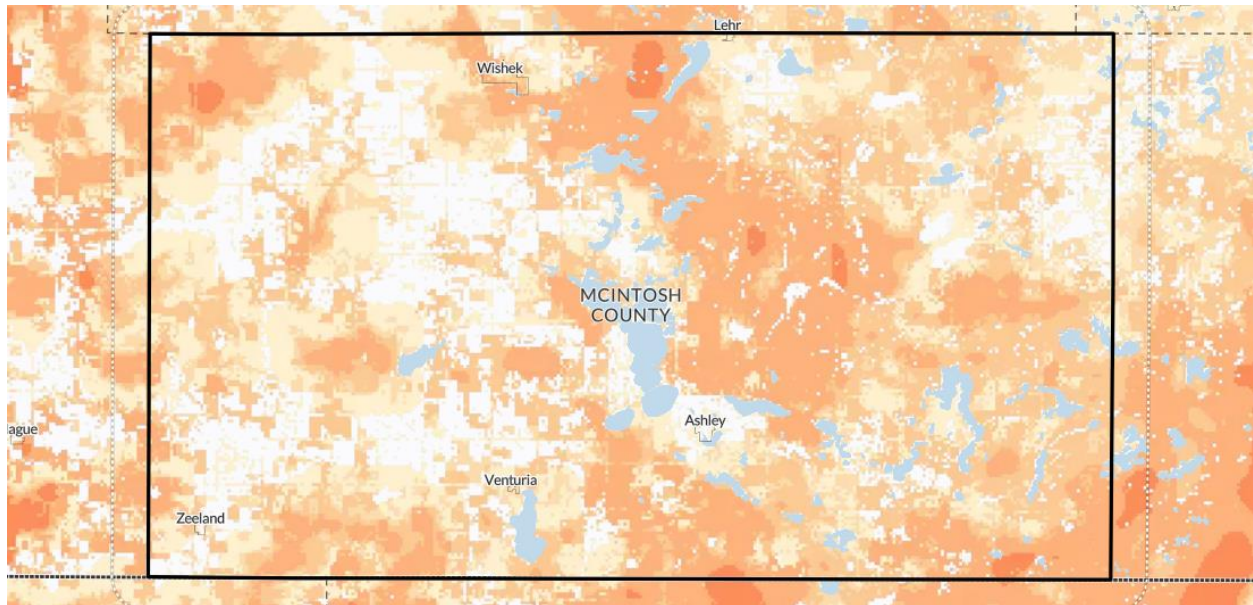 Lehr
Wishek
MCINTOSH
COUNTY
Ashley
ague
Venturia
Zeeland